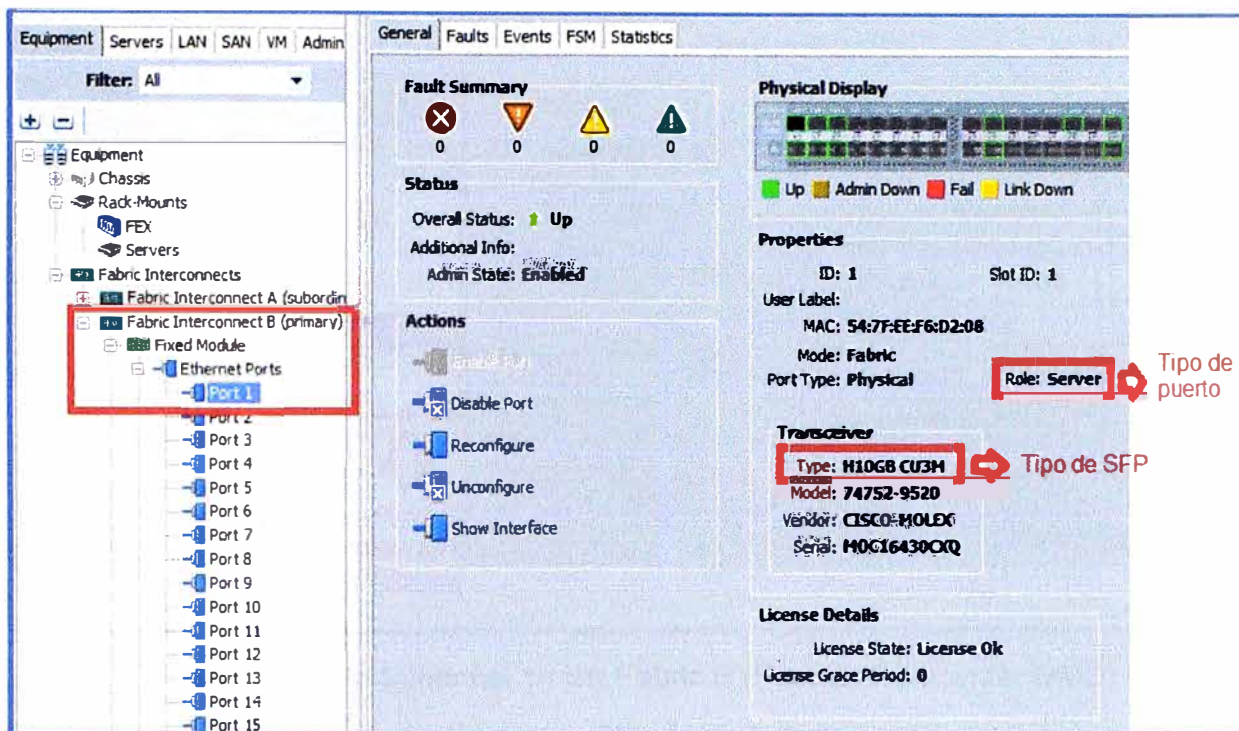 Equipment Servers LAN SAN VM Admin
Filter: All
Equipment
Chassis
Rack-Mounts
FEX
Servers
Fabric Interconnects
Fabric Interconnect A (subordin
Fabric Interconnect B (primary)
Fixed Module
Ethernet Ports
Port 1
Port 2
Port 3
Port 4
Port 5
Port 6
Port 7
Port 8
Port 9
Port 10
Port 11
Port 12
Port 13
Port 14
Port 15
General Faults Events FSM Statistics
Fault Summary
0 0 0 0
Status
Overall Status: Up
Additional Info:
Admin State: Enabled
Actions
Enable Port
Disable Port
Reconfigure
Unconfigure
Show Interface
Physical Display
Up Admin Down Fail Link Down
Properties
ID: 1 Slot ID: 1
User Label:
MAC: 54:7F:EE:F6:D2:08
Mode: Fabric
Port Type: Physical Role: Server
Tipo de
puerto
Transceiver
Type: H10GB CU3M
Tipo de SFP
Model: 74752-9520
Vendor: CISCO-MOLEX
Serial:
License Details
License State: License Ok
License Grace Period: 0